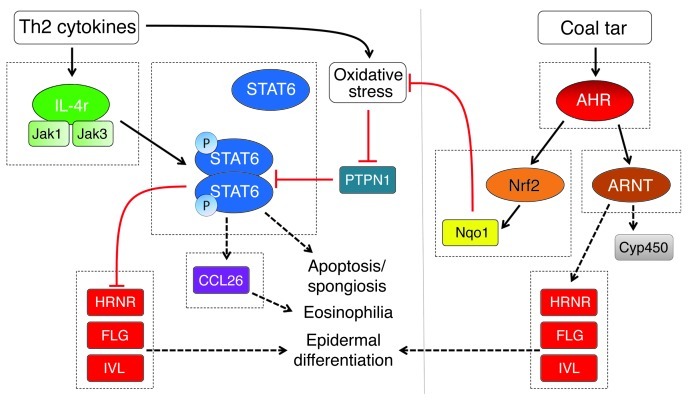 Th2 cytokines
Coal tar
Oxidative
stress
STAT6
IL-4r
Jak1
Jak3
AHR
P
STAT6
STAT6
P
PTPN1
Nrf2
ARNT
Nqo1
Cyp450
CCL26
Apoptosis/
spongiosis
Eosinophilia
HRNR
FLG
IVL
Epidermal
differentiation
HRNR
FLG
IVL